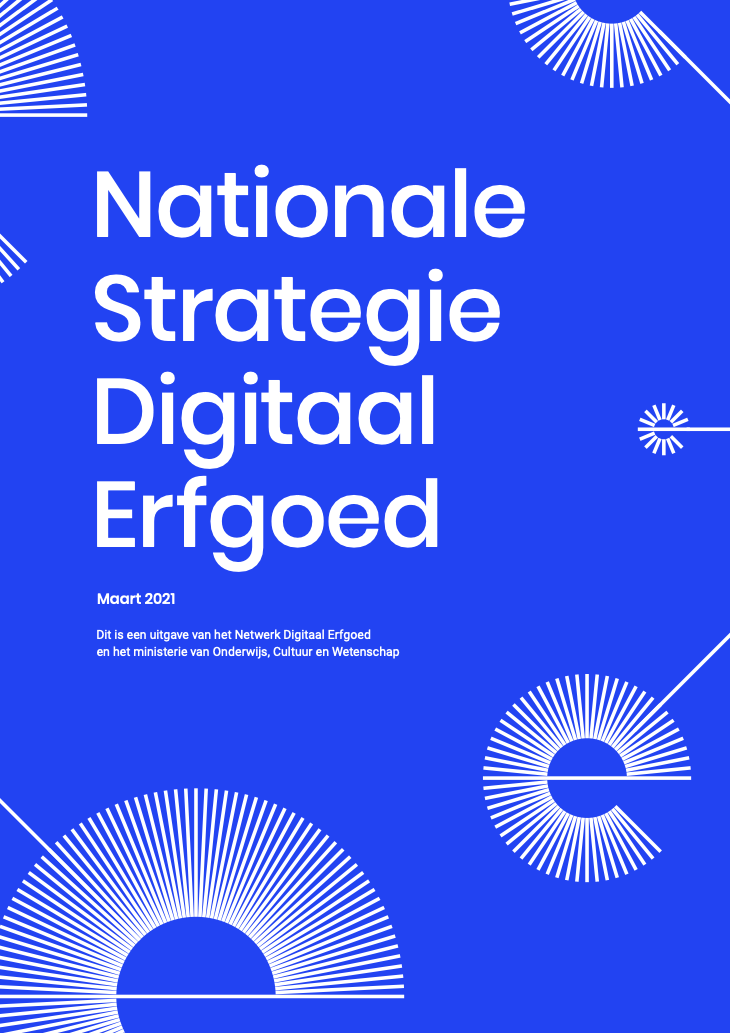 Nationale
Strategie
Digitaal
Erfgoed
Maart 2021
Dit is een uitgave van het Netwerk Digitaal Erfgoed
en het ministerie van Onderwijs, Cultuur en Wetenschap